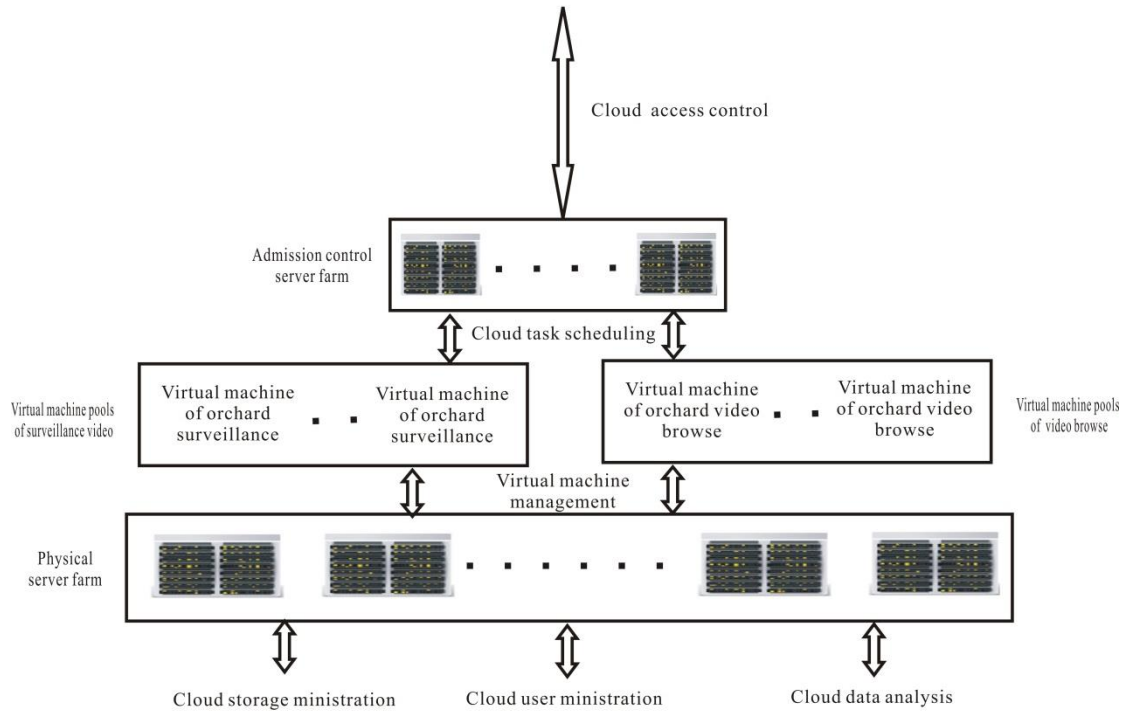 Cloud access control
Admission control
server farm
Cloud task scheduling
Virtual machine pools
of surveillance video
Virtual machine
of orchard
surveillance
Virtual machine
of orchard
surveillance
Virtual machine
of orchard video
browse
Virtual machine
of orchard video
browse
Virtual machine pools
of video browse
Virtual machine
management
Physical
server farm
Cloud storage ministration
Cloud user ministration
Cloud data analysis